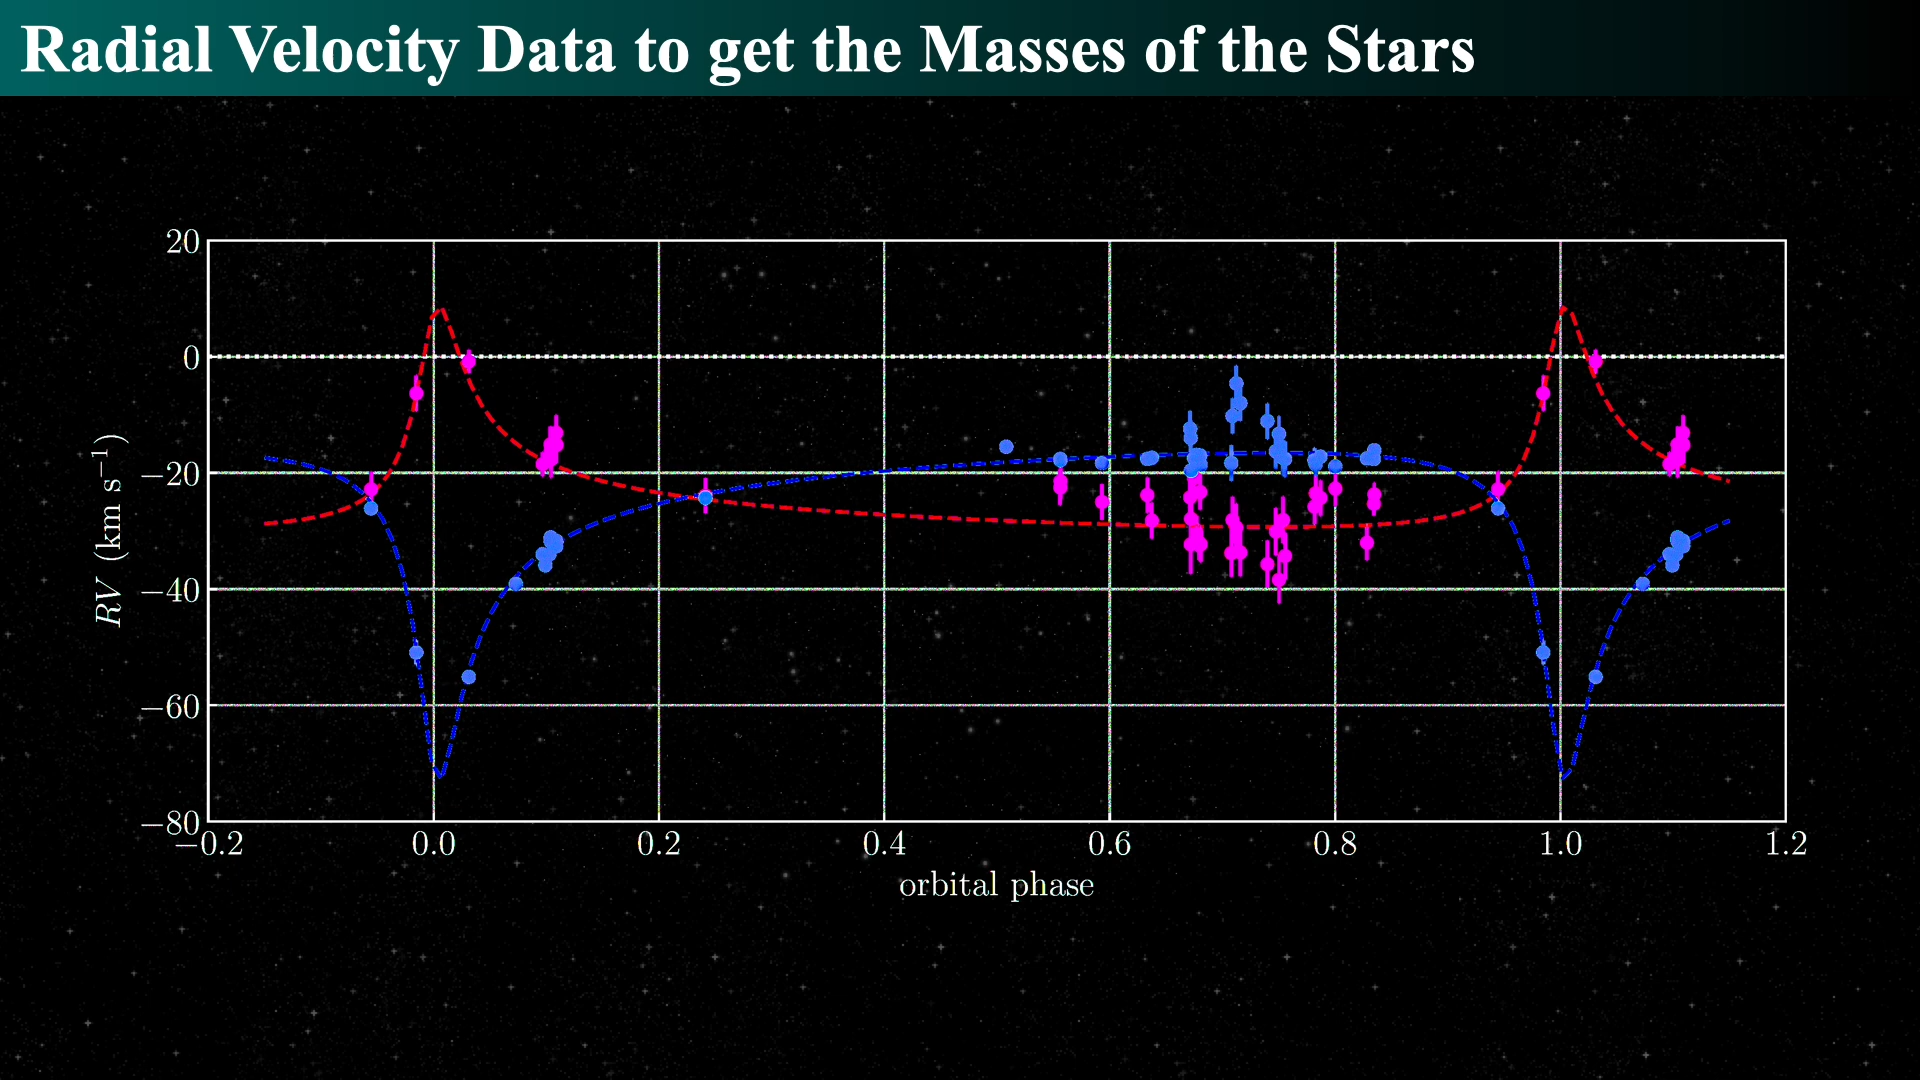 Radial Velocity Data to get the Masses of the Stars
20
0
−20
−40
−60
−80
RV (km s⁻¹)
−0.2 0.0 0.2 0.4 0.6 0.8 1.0 1.2
orbital phase